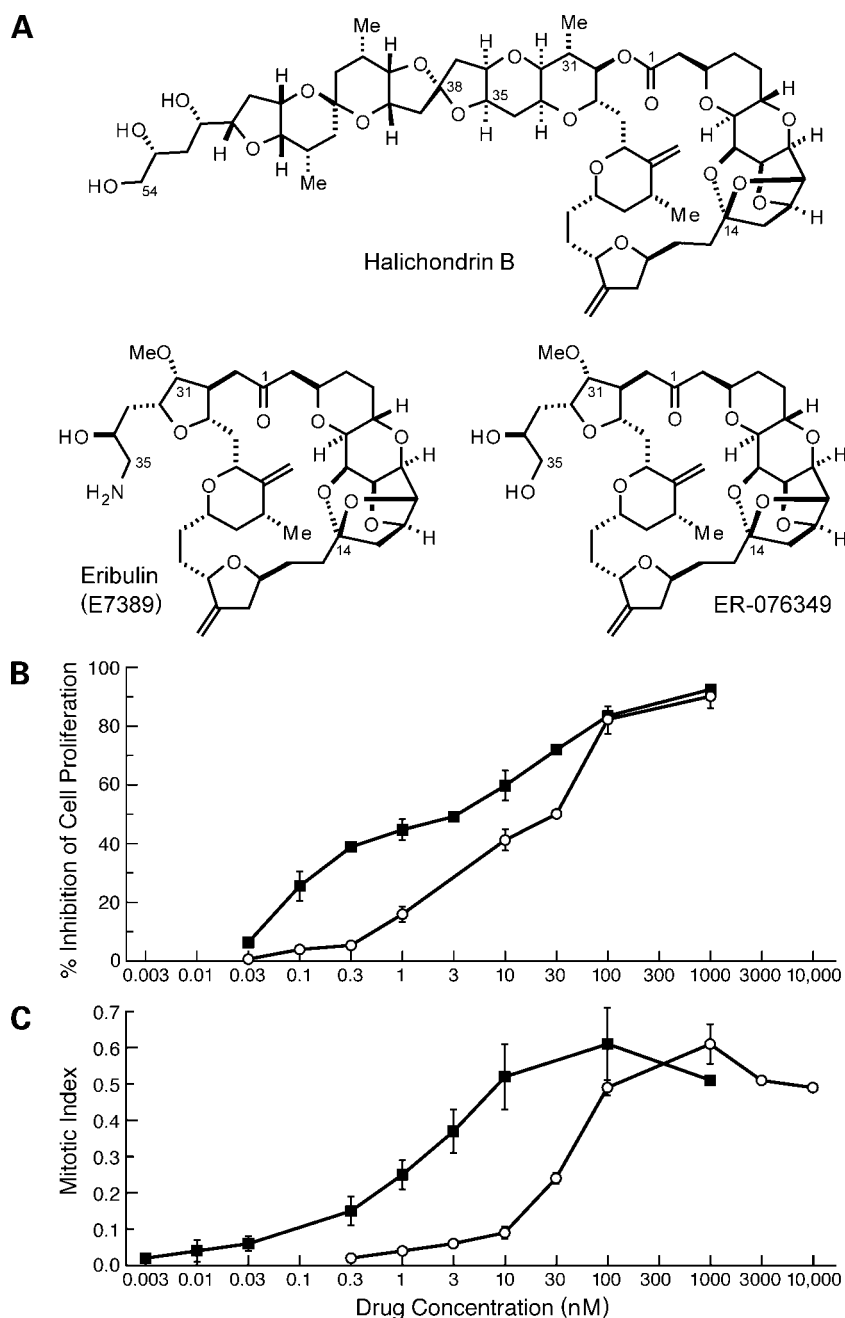 A
Me
Me
H
H
O
O
H
H
O
38
35
O
H
H
O
H
H
31
Me
O
1
O
O
H
H
O
H
HO
HO
HO
54
H
O
H
Me
O
Me
O
O
O
O
H
14
Halichondrin B
MeO
31
1
O
O
HO
35
H2N
O
Me
O
H
O
H
O
H
O
O
O
H
14
Eribulin
(E7389)
MeO
31
1
O
O
HO
35
HO
O
Me
O
H
O
H
O
H
O
O
O
H
14
ER-076349
B
% Inhibition of Cell Proliferation
100
80
60
40
20
0
0.003 0.01 0.03 0.1 0.3 1 3 10 30 100 300 1000 3000 10,000
C
Mitotic Index
0.7
0.6
0.5
0.4
0.3
0.2
0.1
0.0
0.003 0.01 0.03 0.1 0.3 1 3 10 30 100 300 1000 3000 10,000
Drug Concentration (nM)